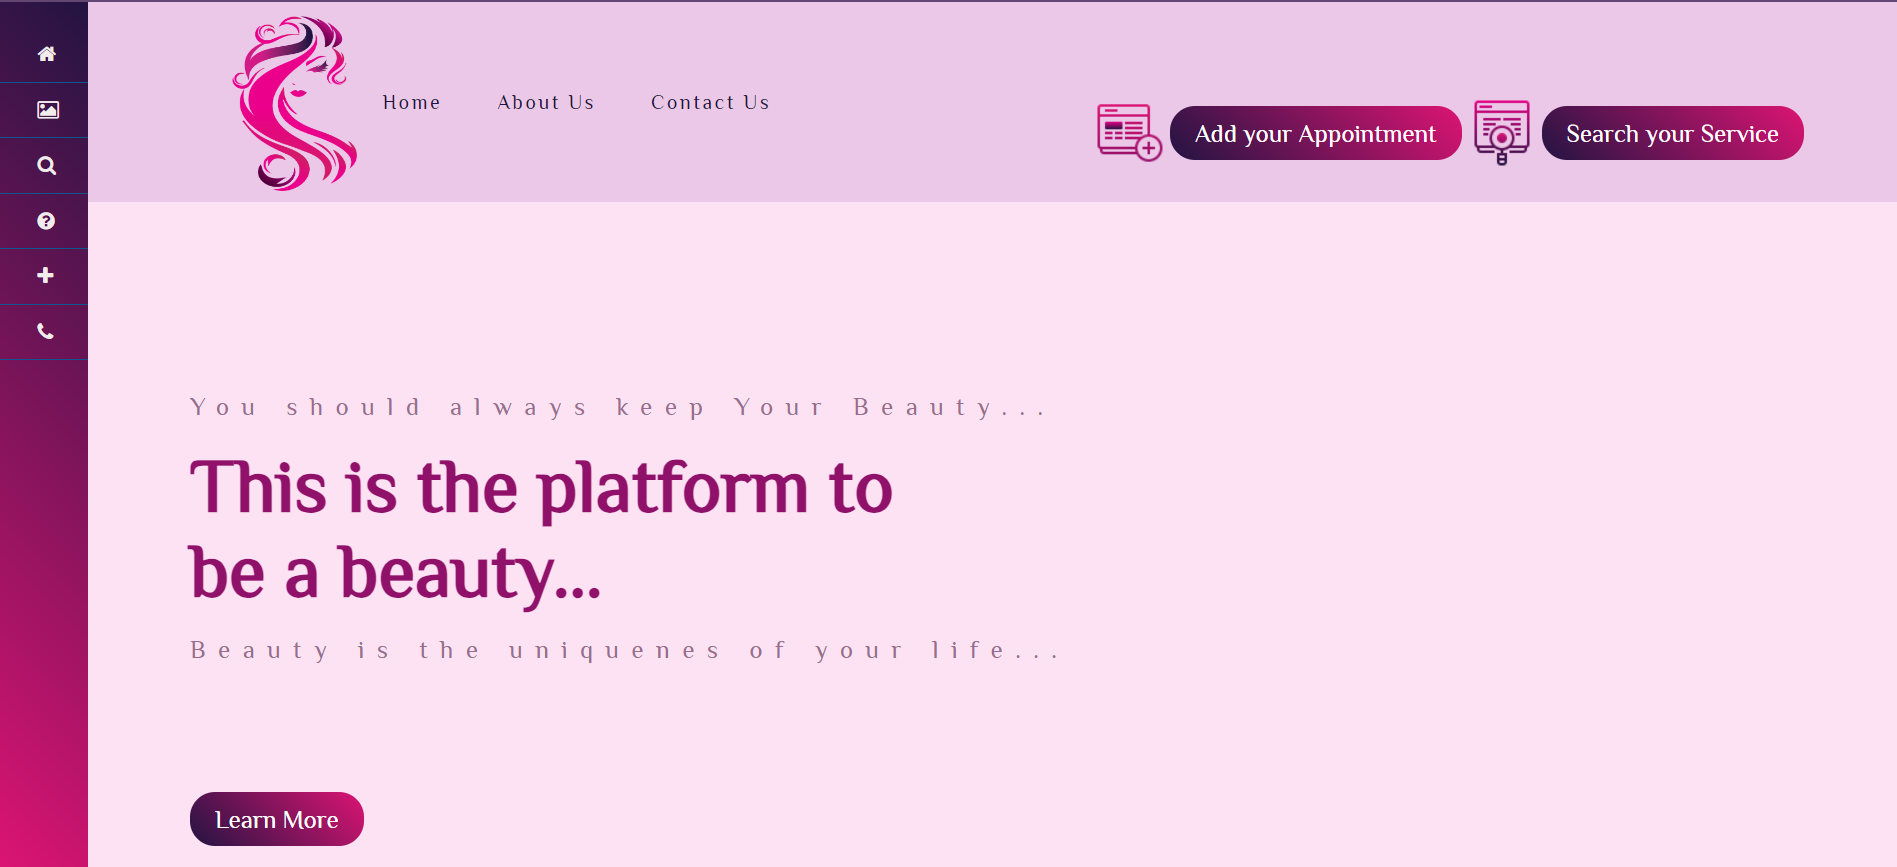 Home About Us Contact Us
Add your Appointment Search your Service
You should always keep Your Beauty...
This is the platform to
be a beauty...
Beauty is the uniquenes of your life...
Learn More